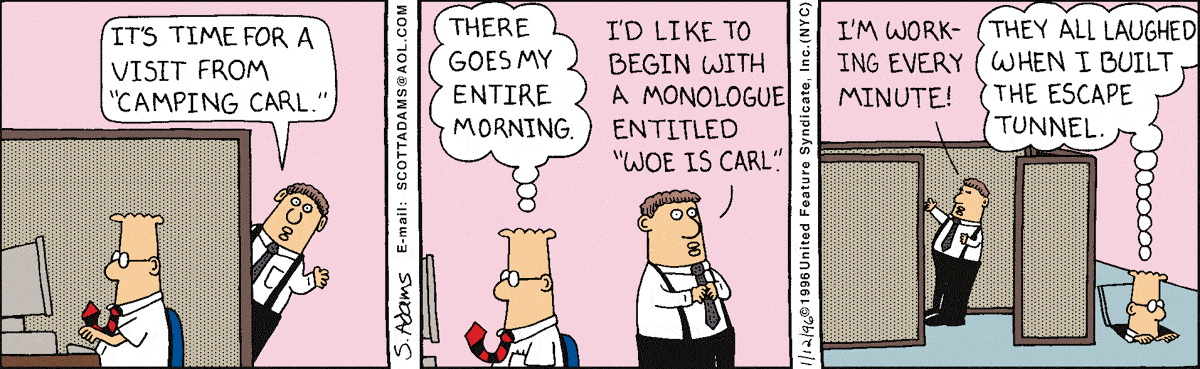 IT'S TIME FOR A
VISIT FROM
"CAMPING CARL."
S. Adams
E-mail: SCOTTADAMS@AOL.COM
THERE
GOES MY
ENTIRE
MORNING.
I'D LIKE TO
BEGIN WITH
A MONOLOGUE
ENTITLED
"WOE IS CARL."
1/12/96 © 1996 United Feature Syndicate, Inc. (NYC)
I'M WORK-
ING EVERY
MINUTE!
THEY ALL LAUGHED
WHEN I BUILT
THE ESCAPE
TUNNEL.